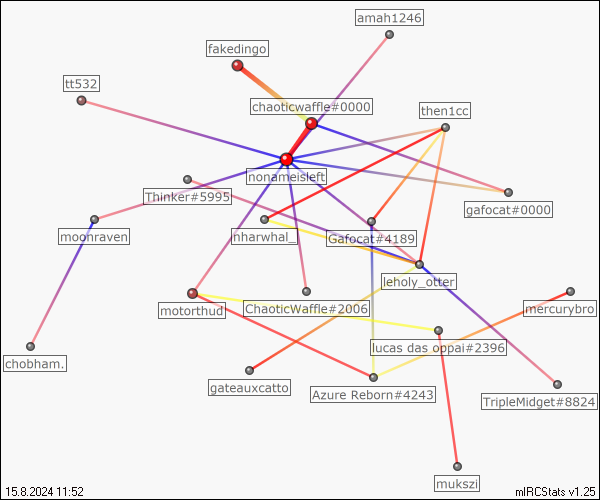 amah1246
fakedingo
tt532
chaoticwaffle#0000
then1cc
nonameisleft
Thinker#5995
gafocat#0000
moonraven
nharwhal_
Gafocat#4189
leholy_otter
motorthud
ChaoticWaffle#2006
mercurybro
lucas das oppai#2396
chobham.
gateauxcatto
Azure Reborn#4243
TripleMidget#8824
mukszi
15.8.2024 11:52
mIRCStats v1.25